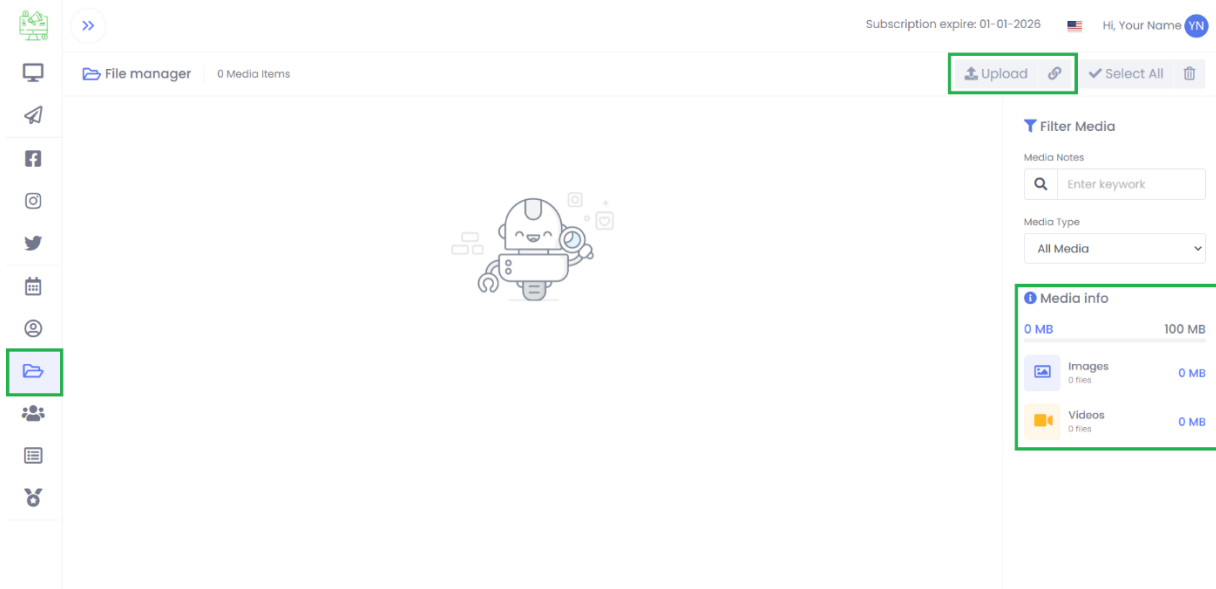 Subscription expire: 01-01-2026
Hi, Your Name YN
File manager
0 Media Items
Upload
Select All
Filter Media
Media Notes
Enter keywork
Media Type
All Media
Media info
0 MB 100 MB
Images
0 files
0 MB
Videos
0 files
0 MB